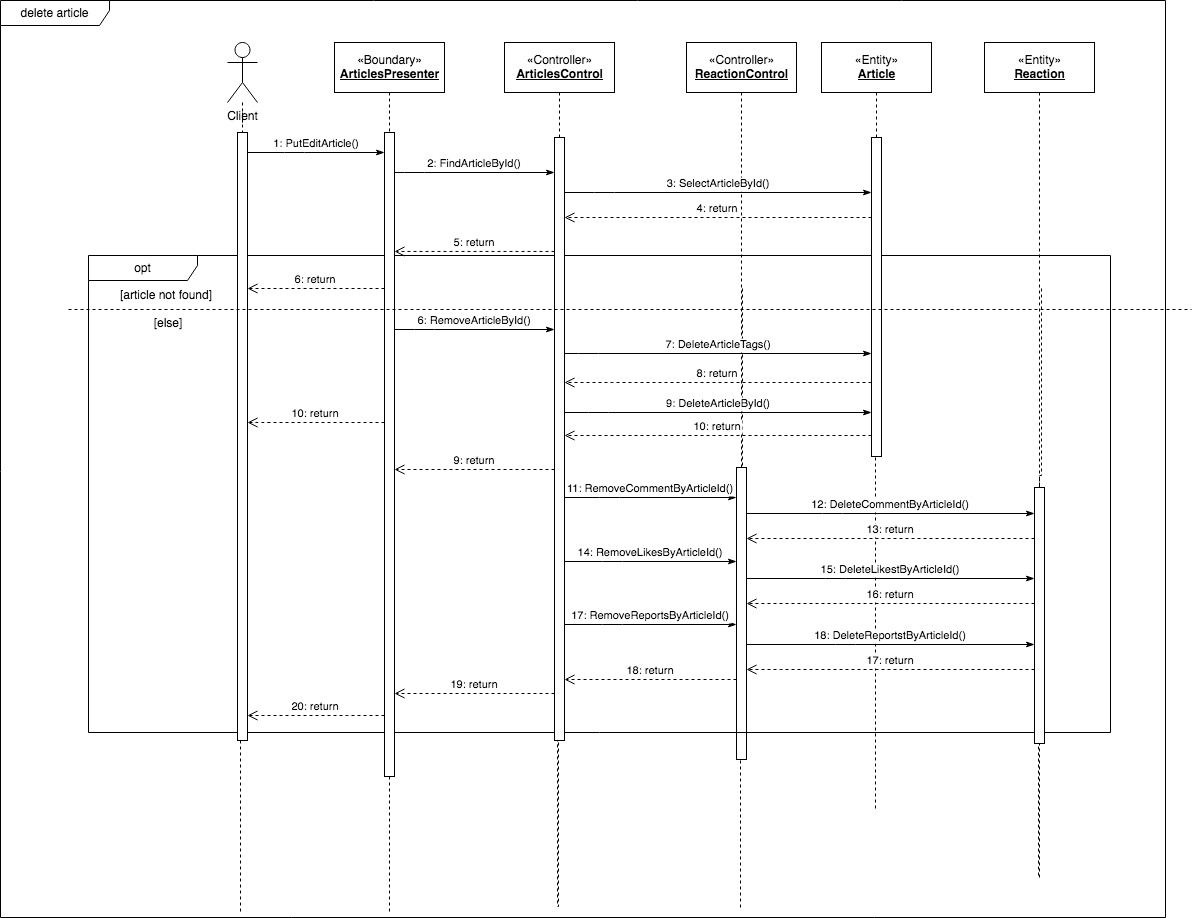 delete article
«Boundary»
ArticlesPresenter
«Controller»
ArticlesControl
«Controller»
ReactionControl
«Entity»
Article
«Entity»
Reaction
Client
1: PutEditArticle()
2: FindArticleById()
3: SelectArticleById()
4: return
5: return
opt
6: return
[article not found]
[else]
6: RemoveArticleById()
7: DeleteArticleTags()
8: return
9: DeleteArticleById()
10: return
10: return
9: return
11: RemoveCommentByArticleId()
12: DeleteCommentByArticleId()
13: return
14: RemoveLikesByArticleId()
15: DeleteLikestByArticleId()
16: return
17: RemoveReportsByArticleId()
18: DeleteReportstByArticleId()
17: return
18: return
19: return
20: return